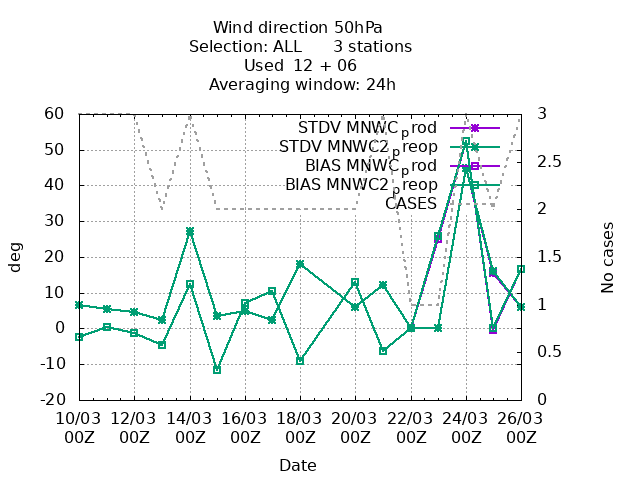 Wind direction 50hPa
Selection: ALL 3 stations
Used 12 + 06
Averaging window: 24h
60
50
40
30
20
10
0
-10
-20
deg
3
2.5
2
1.5
1
0.5
0
No cases
STDV MNWC_prod
STDV MNWC2_preop
BIAS MNWC_prod
BIAS MNWC2_preop
CASES
10/03 12/03 14/03 16/03 18/03 20/03 22/03 24/03 26/03
00Z 00Z 00Z 00Z 00Z 00Z 00Z 00Z 00Z
Date